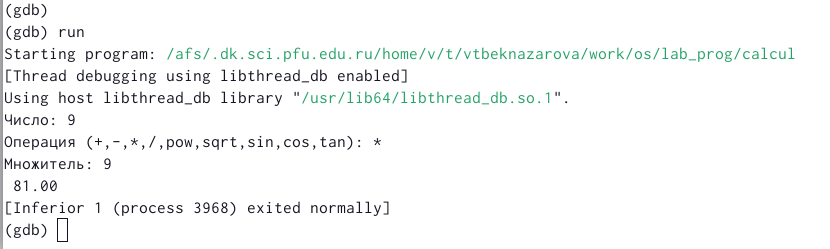 (gdb)
(gdb) run
Starting program: /afs/.dk.sci.pfu.edu.ru/home/v/t/vtbeknazarova/work/os/lab_prog/calcul
[Thread debugging using libthread_db enabled]
Using host libthread_db library "/usr/lib64/libthread_db.so.1".
Число: 9
Операция (+,-,*,/,pow,sqrt,sin,cos,tan): *
Множитель: 9
 81.00
[Inferior 1 (process 3968) exited normally]
(gdb)